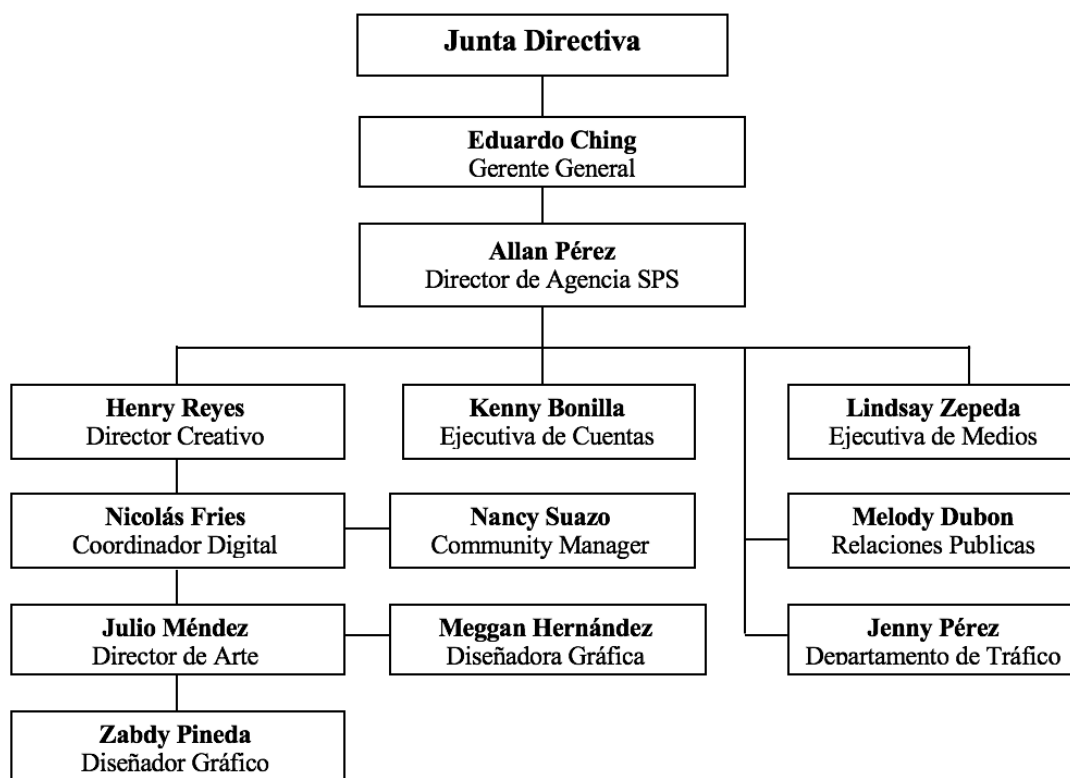 Junta Directiva
Eduardo Ching
Gerente General
Allan Pérez
Director de Agencia SPS
Henry Reyes
Director Creativo
Kenny Bonilla
Ejecutiva de Cuentas
Lindsay Zepeda
Ejecutiva de Medios
Nicolás Fries
Coordinador Digital
Nancy Suazo
Community Manager
Melody Dubon
Relaciones Publicas
Julio Méndez
Director de Arte
Meggan Hernández
Diseñadora Gráfica
Jenny Pérez
Departamento de Tráfico
Zabdy Pineda
Diseñador Gráfico